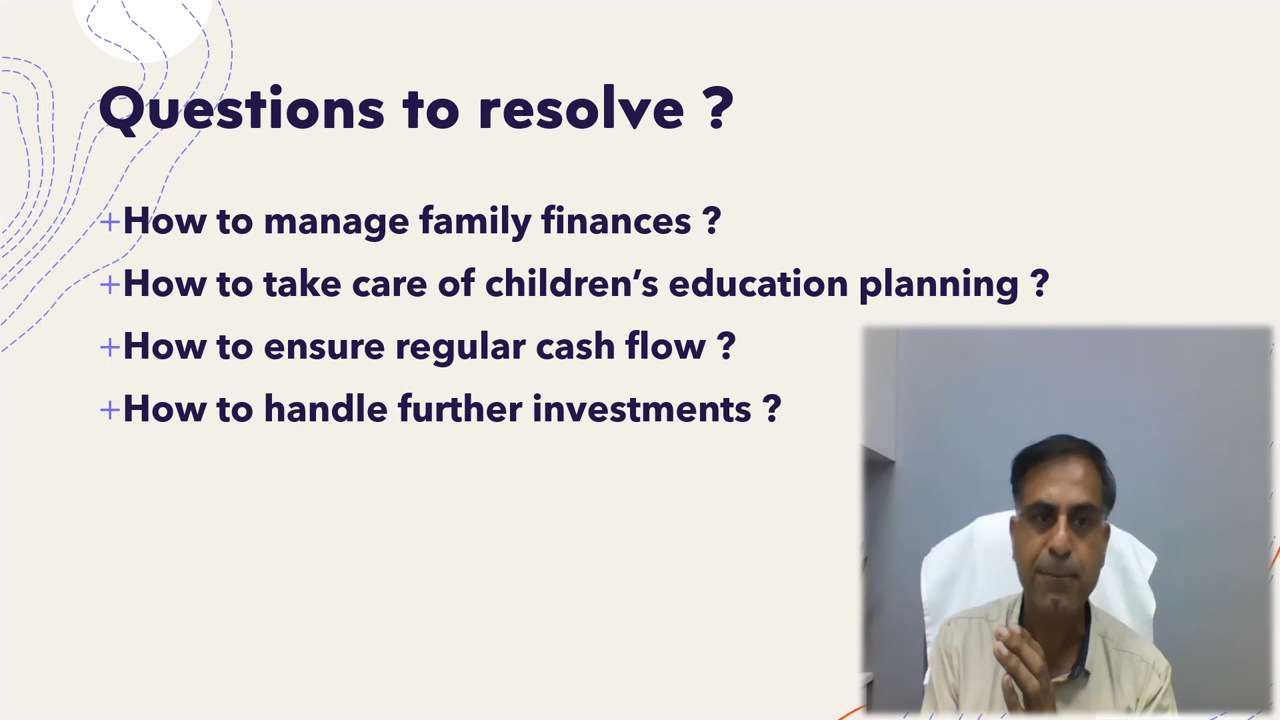 Questions to resolve ?
+How to manage family finances ?
+How to take care of children’s education planning ?
+How to ensure regular cash flow ?
+How to handle further investments ?